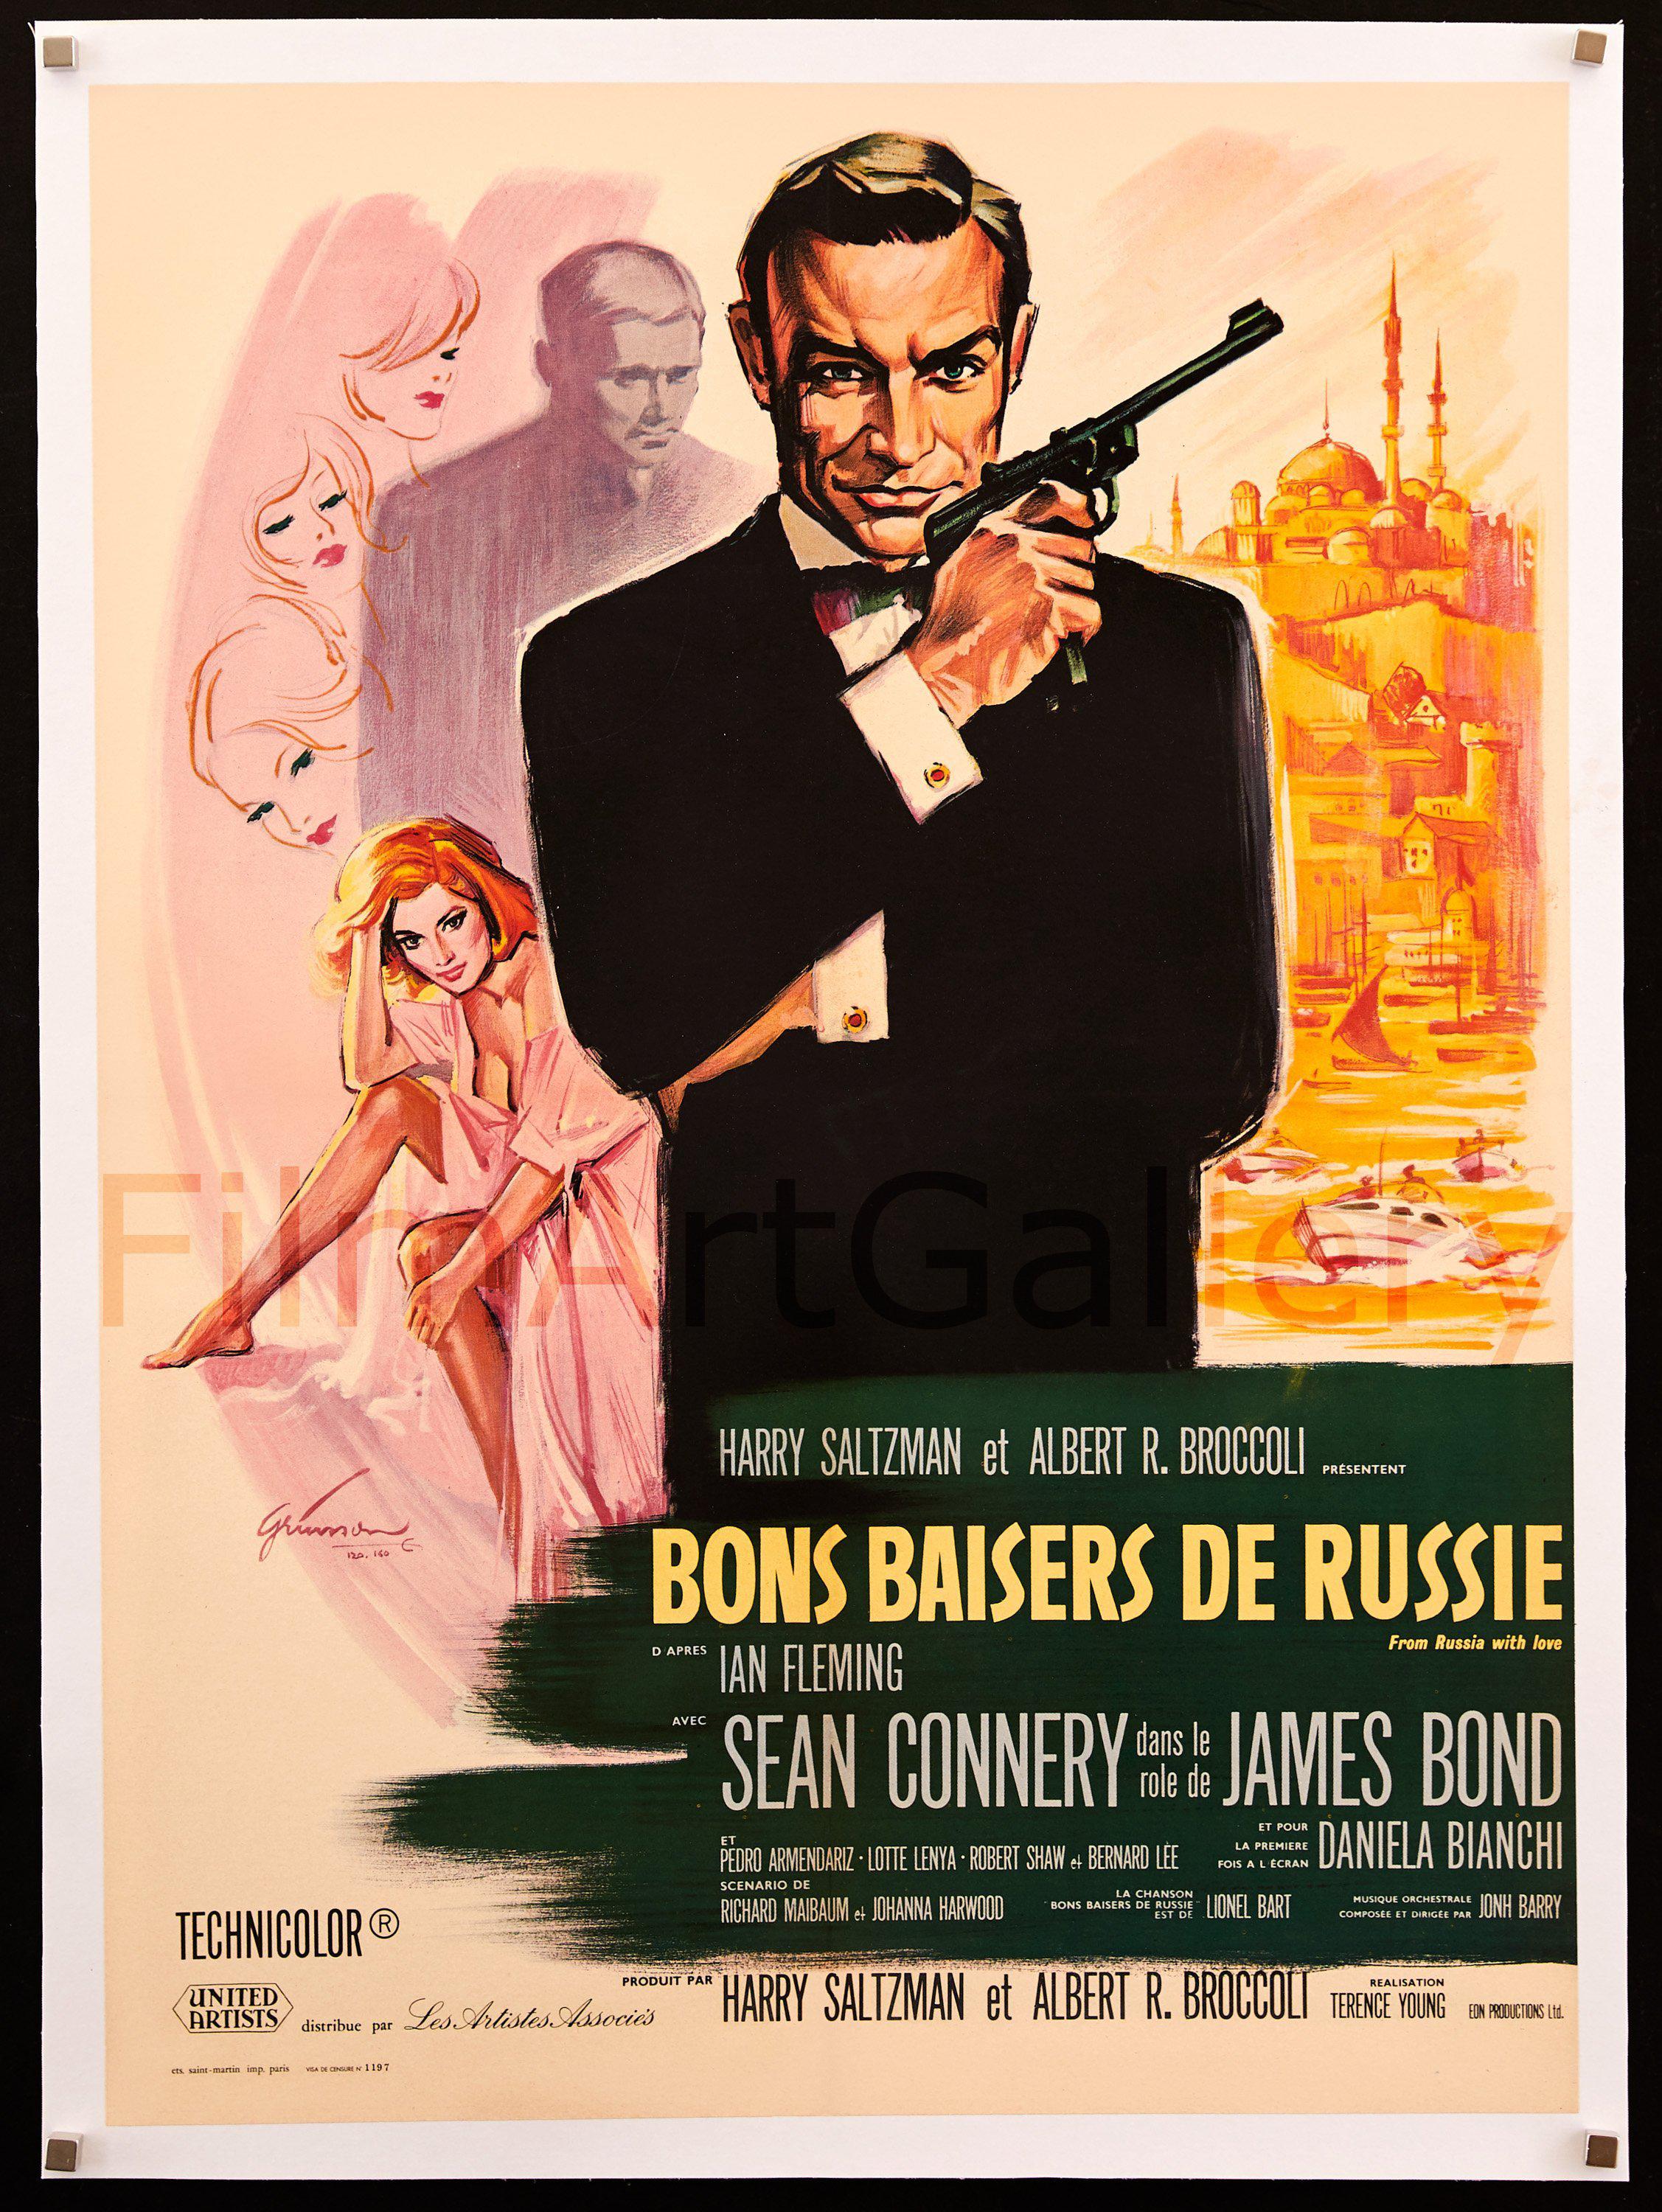 FilmArtGallery
Grinsson
120.160 C
HARRY SALTZMAN et ALBERT R. BROCCOLI PRÉSENTENT
BONS BAISERS DE RUSSIE
From Russia with love
D'APRES IAN FLEMING
AVEC SEAN CONNERY dans le role de JAMES BOND
ET
PEDRO ARMENDARIZ · LOTTE LENYA · ROBERT SHAW et BERNARD LÉE
ET POUR
LA PREMIERE
FOIS A L'ÉCRAN
DANIELA BIANCHI
SCENARIO DE
RICHARD MAIBAUM et JOHANNA HARWOOD
LA CHANSON
"BONS BAISERS DE RUSSIE"
EST DE LIONEL BART
MUSIQUE ORCHESTRALE
COMPOSÉE ET DIRIGÉE PAR JONH BARRY
TECHNICOLOR ®
PRODUIT PAR HARRY SALTZMAN et ALBERT R. BROCCOLI
REALISATION
TERENCE YOUNG
EON PRODUCTIONS Ltd.
UNITED
ARTISTS
distribue par Les Artistes Associés
ets. saint-martin imp. paris VISA DE CENSURE N° 1197